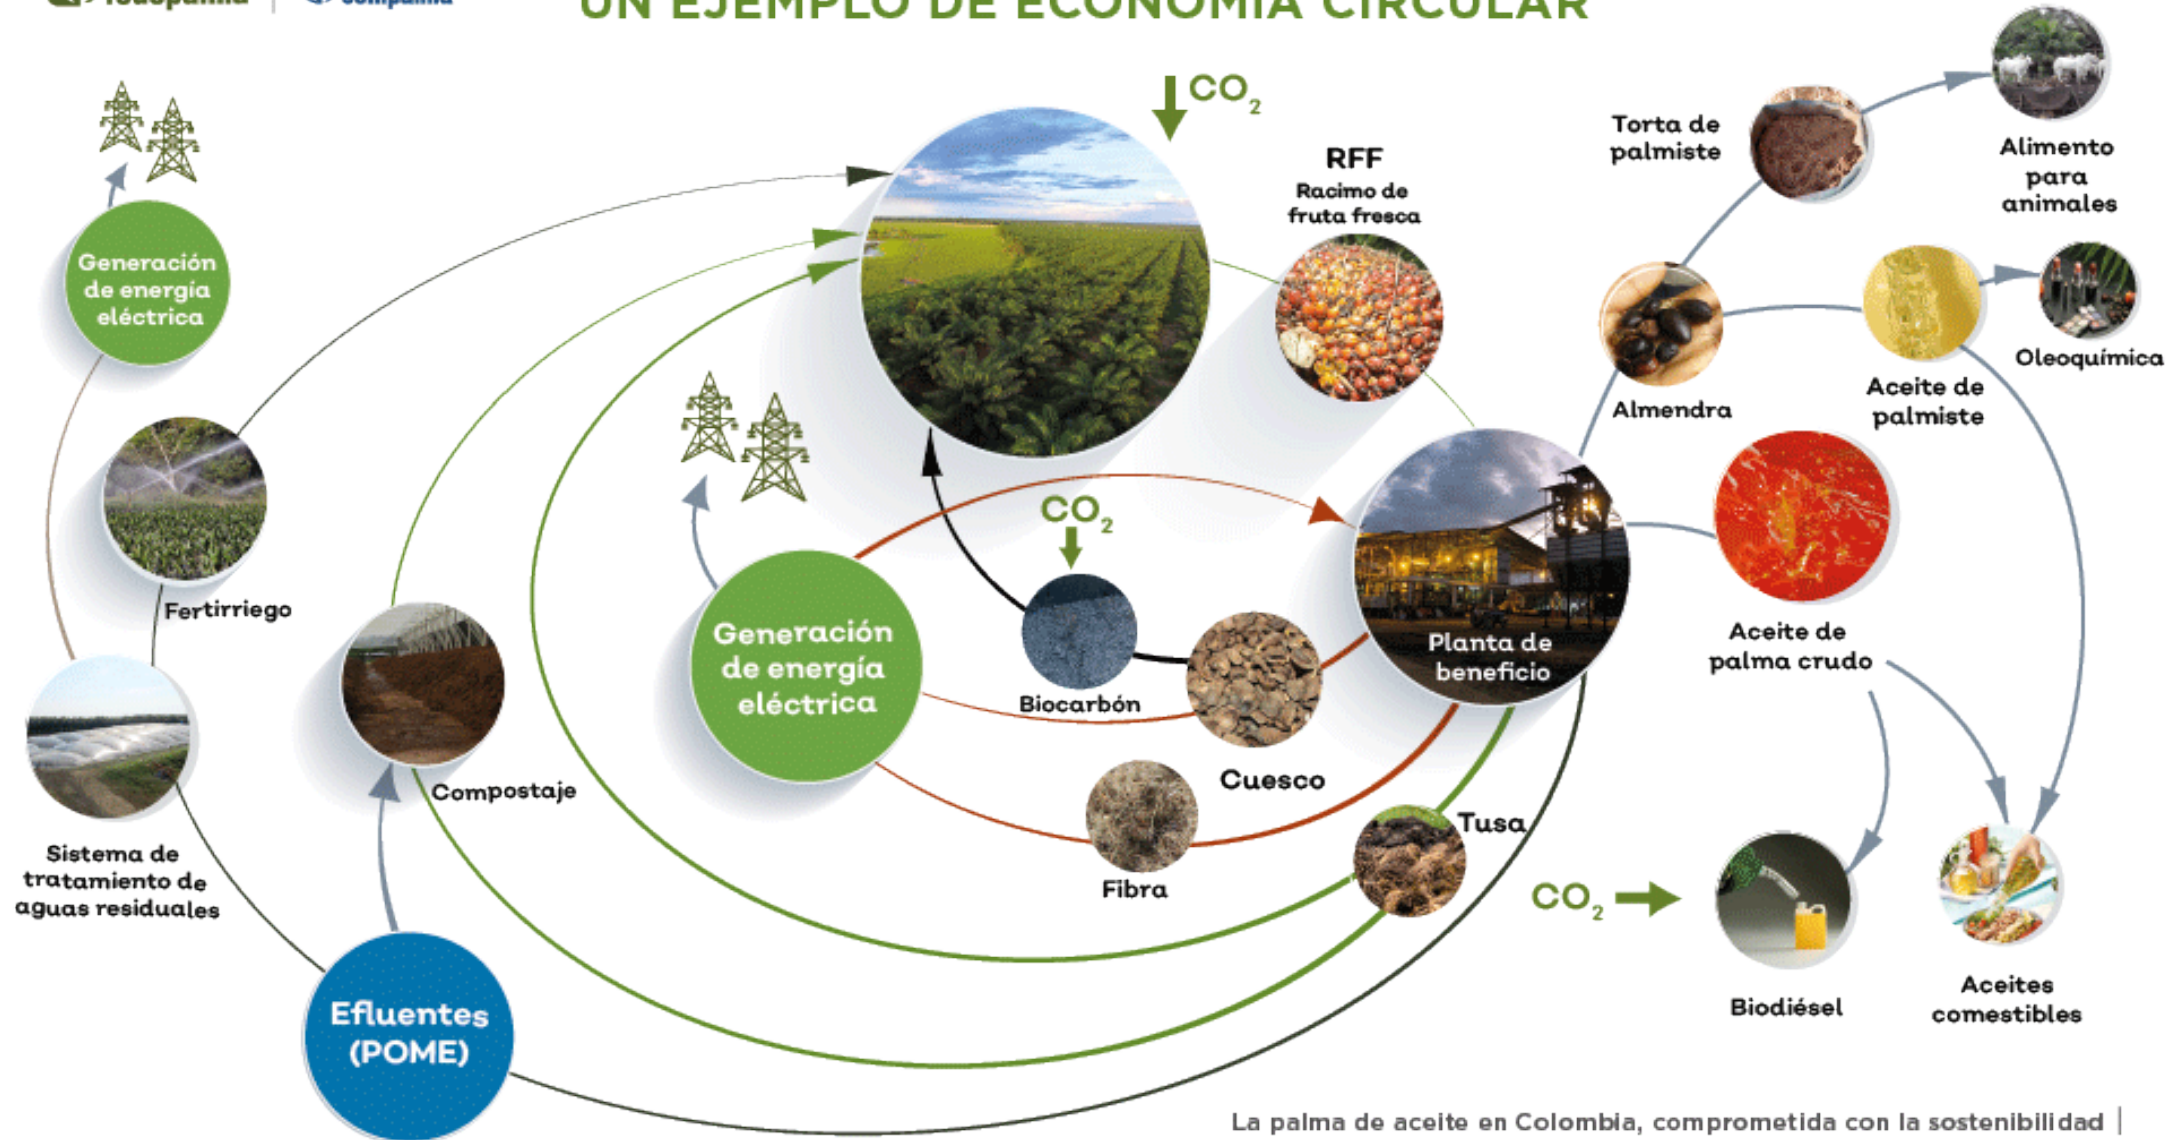 UN EJEMPLO DE ECONOMÍA CIRCULAR
CO2
RFF
Racimo de
fruta fresca
Torta de
palmiste
Alimento
para
animales
Generación
de energía
eléctrica
Almendra
Aceite de
palmiste
Oleoquímica
Fertirriego
CO2
Generación
de energía
eléctrica
Biocarbón
Cuesco
Planta de
beneficio
Aceite de
palma crudo
Compostaje
Fibra
Tusa
Sistema de
tratamiento de
aguas residuales
CO2
Biodiésel
Aceites
comestibles
Efluentes
(POME)
La palma de aceite en Colombia, comprometida con la sostenibilidad |